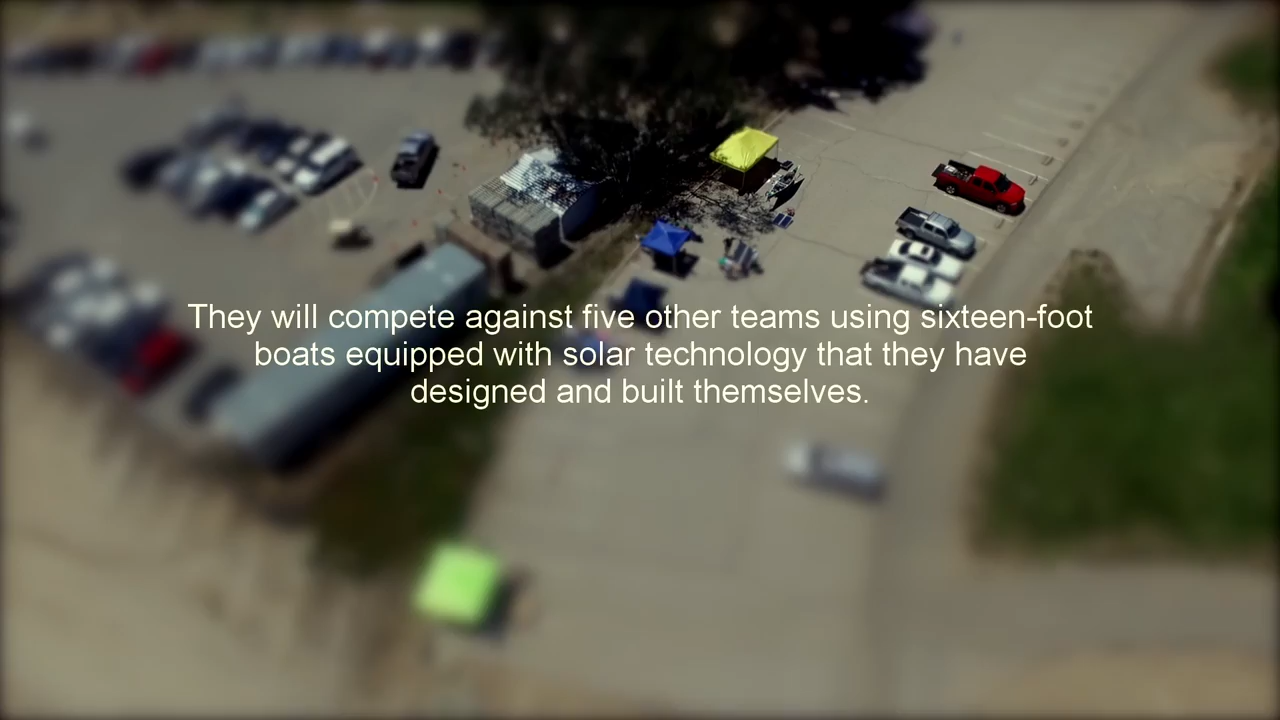 They will compete against five other teams using sixteen-foot
boats equipped with solar technology that they have
designed and built themselves.